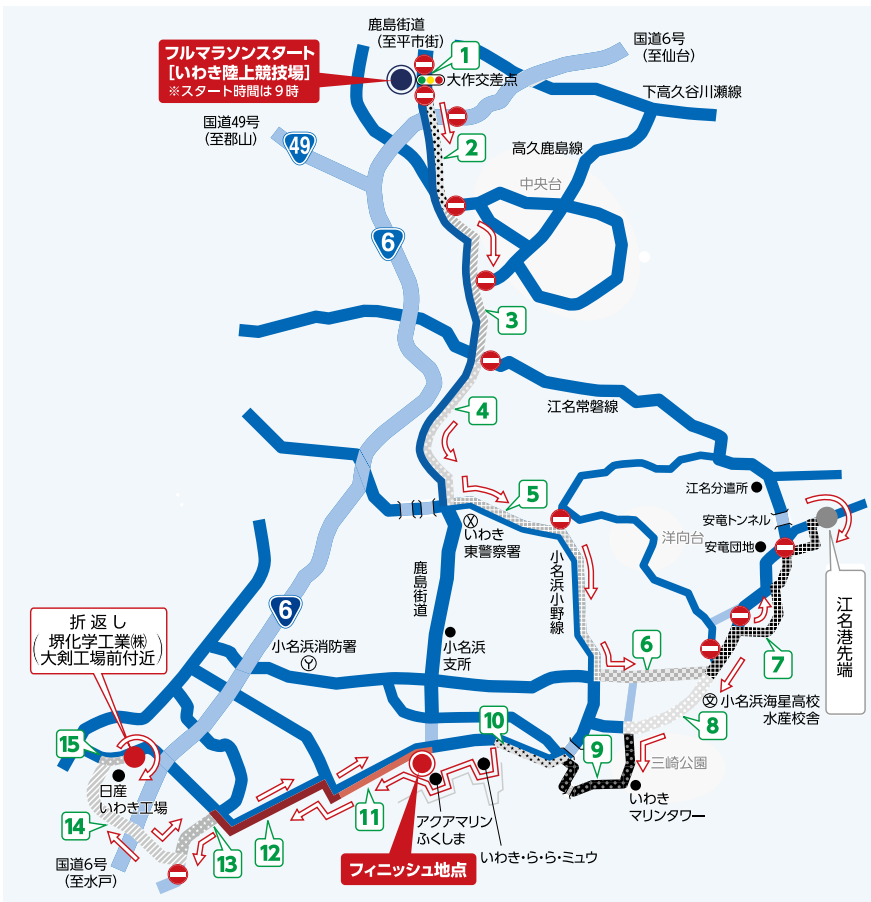 鹿島街道
(至平市街)
国道6号
(至仙台)
フルマラソンスタート
[いわき陸上競技場]
※スタート時間は9時
1
大作交差点
下高久谷川瀬線
国道49号
(至郡山)
49
2
高久鹿島線
中央台
6
3
江名常磐線
4
5
江名分遣所
安竜トンネル
安竜団地
洋向台
いわき
東警察署
小名浜小野線
鹿島街道
江名港先端
6
折返し
堺化学工業㈱
大剣工場前付近
小名浜消防署
小名浜
支所
6
7
小名浜海星高校
水産校舎
8
10
9
三崎公園
15
日産
いわき工場
いわき
マリンタワー
14
11
アクアマリン
ふくしま
12
13
いわき・ら・ら・ミュウ
国道6号
(至水戸)
フィニッシュ地点